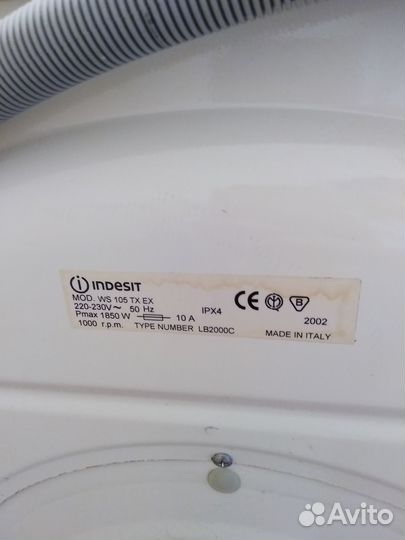 INDESIT
MOD. WS 105 TX EX
220-230V~ 50 Hz
Pmax 1850 W 10 A IPX4
1000 r.p.m. TYPE NUMBER LB2000C
CE B
2002
MADE IN ITALY
Avito